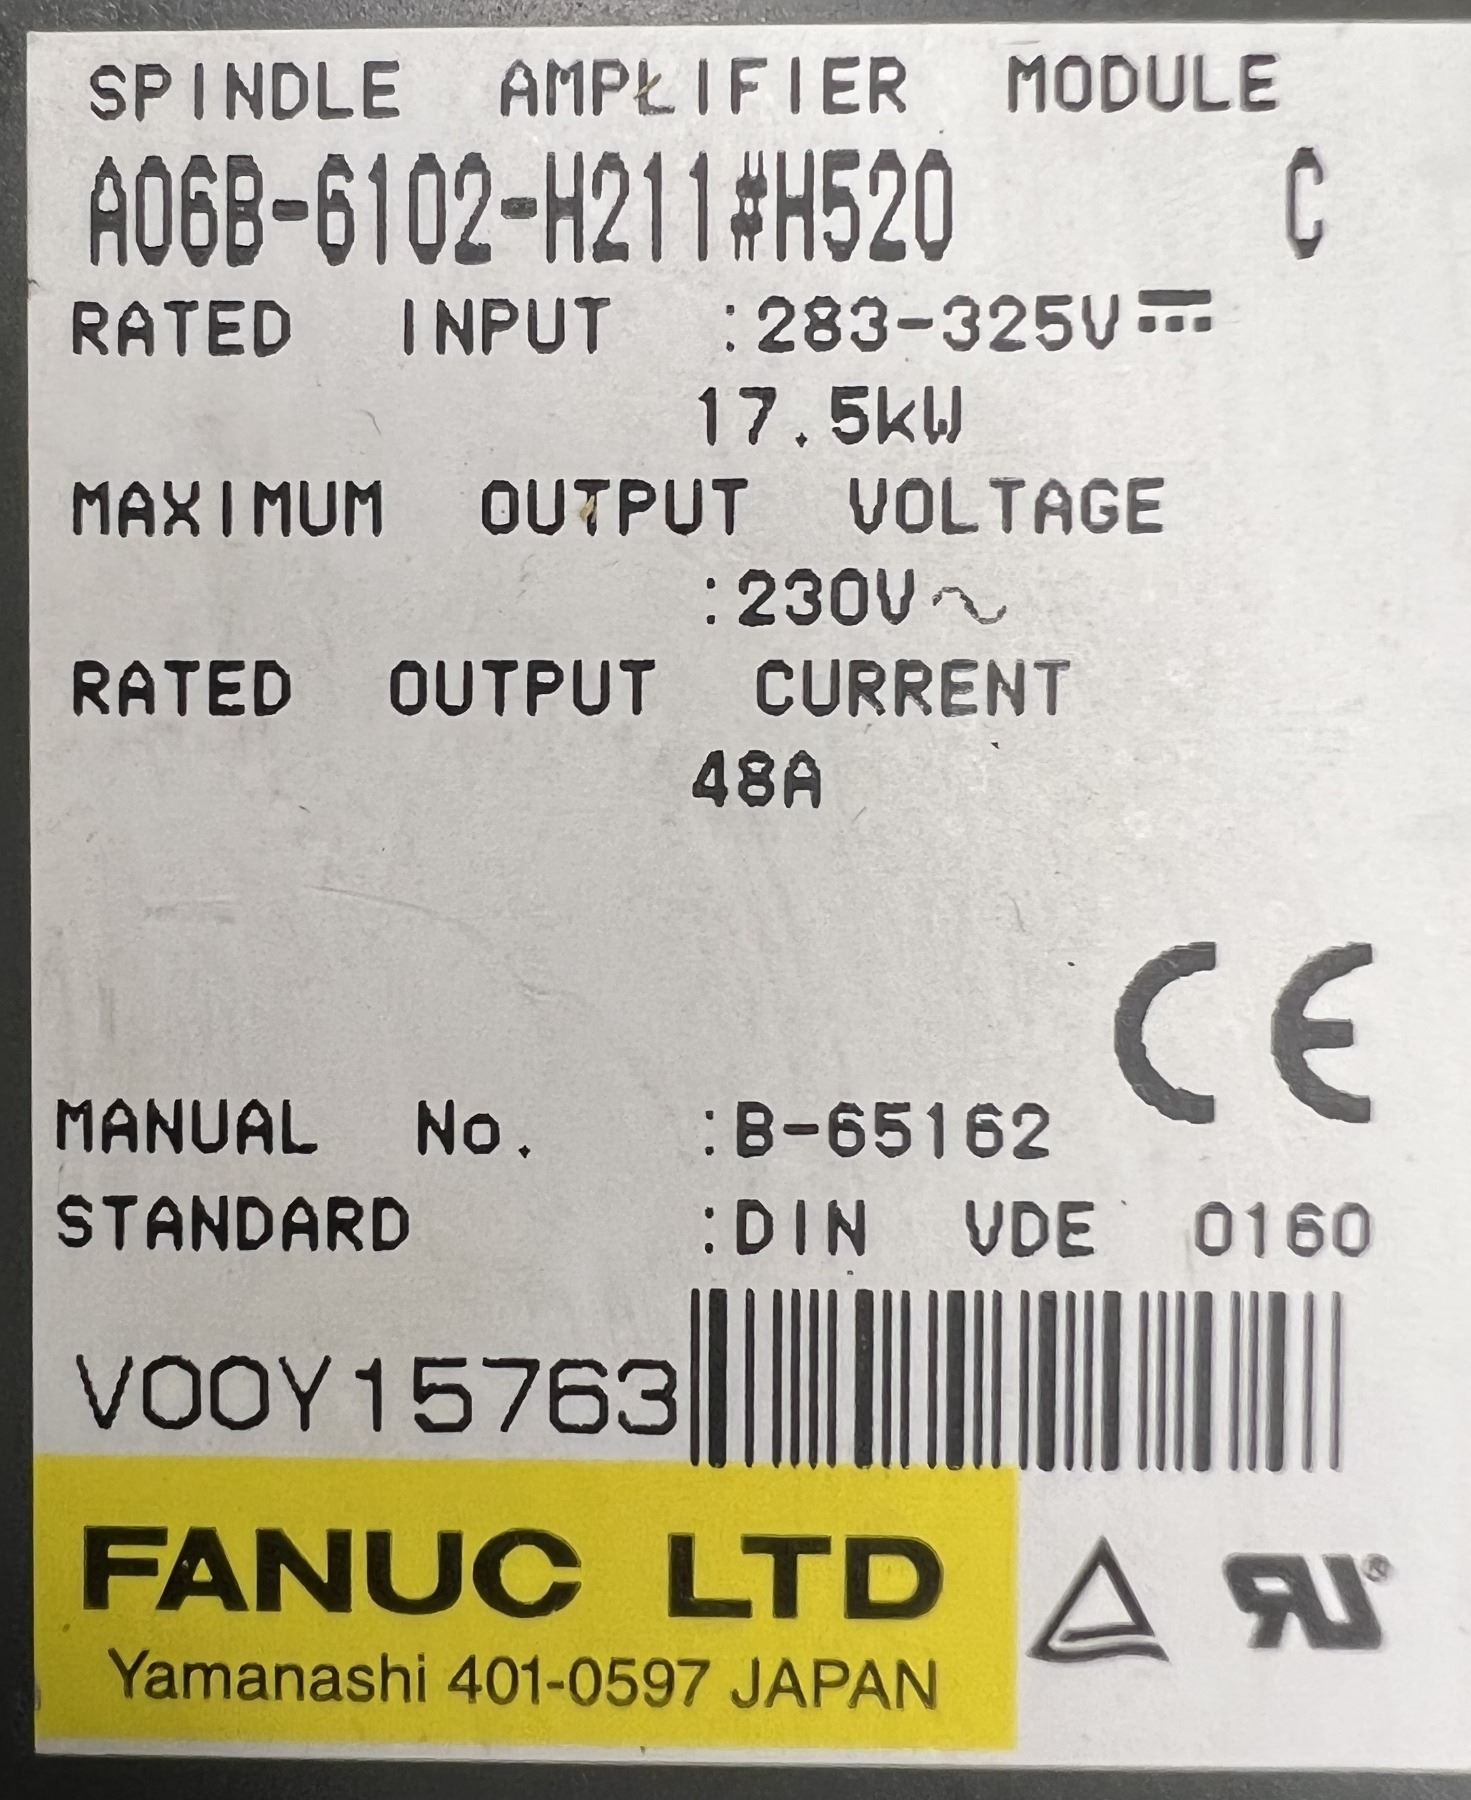 SPINDLE AMPLIFIER MODULE
A06B-6102-H211#H520 C
RATED INPUT :283-325V⎓
17.5kW
MAXIMUM OUTPUT VOLTAGE
:230V~
RATED OUTPUT CURRENT
48A
CE
MANUAL No. :B-65162
STANDARD :DIN VDE 0160
V00Y15763
FANUC LTD
Yamanashi 401-0597 JAPAN
RU®